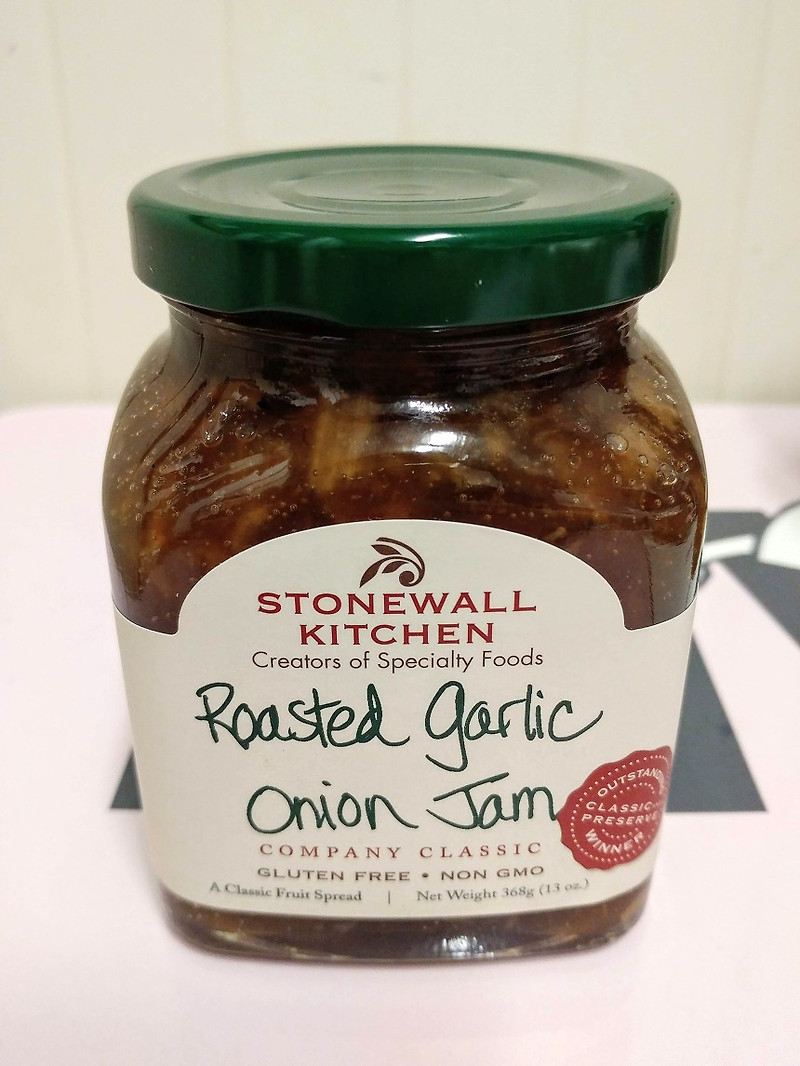 STONEWALL
KITCHEN
Creators of Specialty Foods
Roasted Garlic
Onion Jam
COMPANY CLASSIC
GLUTEN FREE • NON GMO
A Classic Fruit Spread | Net Weight 368g (13 oz.)
OUTSTAND
CLASSIC
PRESERVE
WINNER